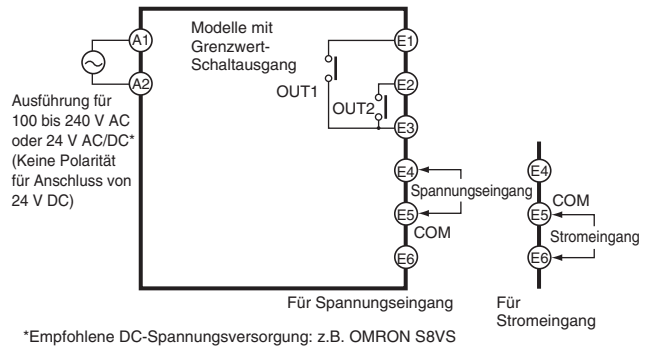 A1
A2
Ausführung für
100 bis 240 V AC
oder 24 V AC/DC*
(Keine Polarität
für Anschluss von
24 V DC)
Modelle mit
Grenzwert-
Schaltausgang
OUT1
OUT2
E1
E2
E3
E4
Spannungseingang
E5
COM
E6
Für Spannungseingang
E4
COM
E5
Stromeingang
E6
Für
Stromeingang
*Empfohlene DC-Spannungsversorgung: z.B. OMRON S8VS